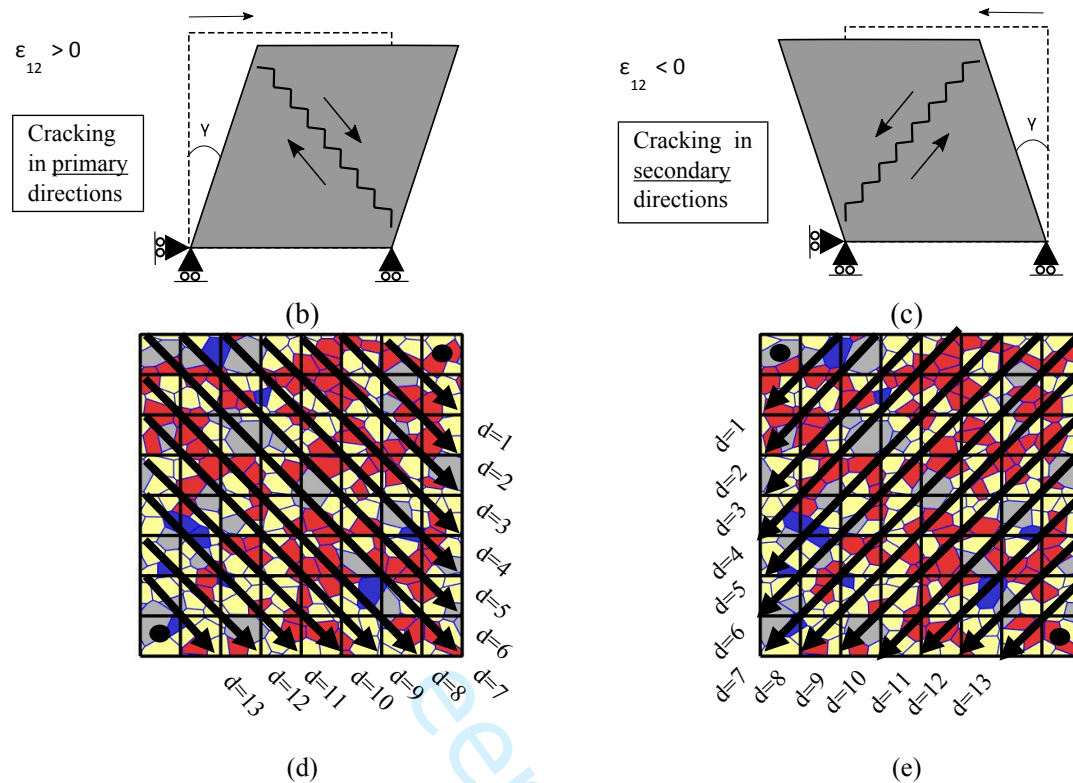 ε12 > 0
γ
Cracking
in primary
directions
(b)
ε12 < 0
γ
Cracking in
secondary
directions
(c)
d=1
d=2
d=3
d=4
d=5
d=6
d=7
d=8
d=9
d=10
d=11
d=12
d=13
(d)
d=1
d=2
d=3
d=4
d=5
d=6
d=7
d=8
d=9
d=10
d=11
d=12
d=13
(e)
eer